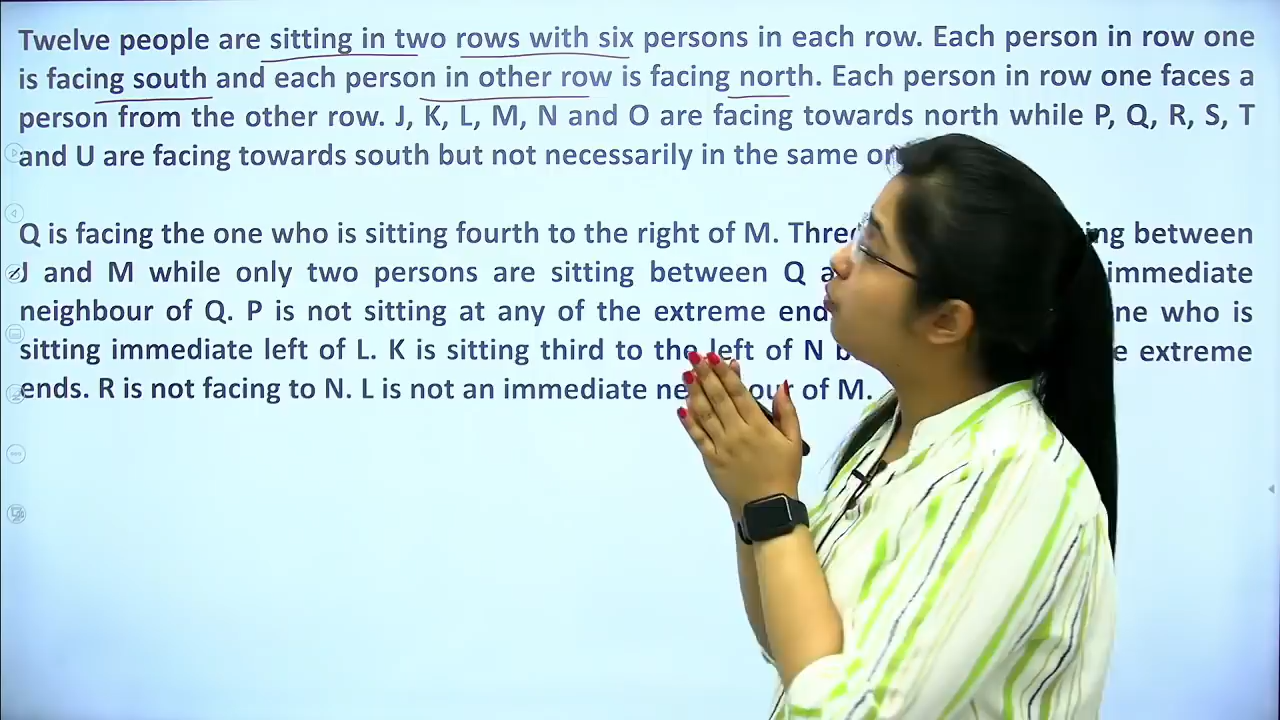 Twelve people are sitting in two rows with six persons in each row. Each person in row one
is facing south and each person in other row is facing north. Each person in row one faces a
person from the other row. J, K, L, M, N and O are facing towards north while P, Q, R, S, T
and U are facing towards south but not necessarily in the same
Q is facing the one who is sitting fourth to the right of M. between
J and M while only two persons are sitting between Q immediate
neighbour of Q. P is not sitting at any of the extreme who is
sitting immediate left of L. K is sitting third to the left of N extreme
ends. R is not facing to N. L is not an immediate of M.